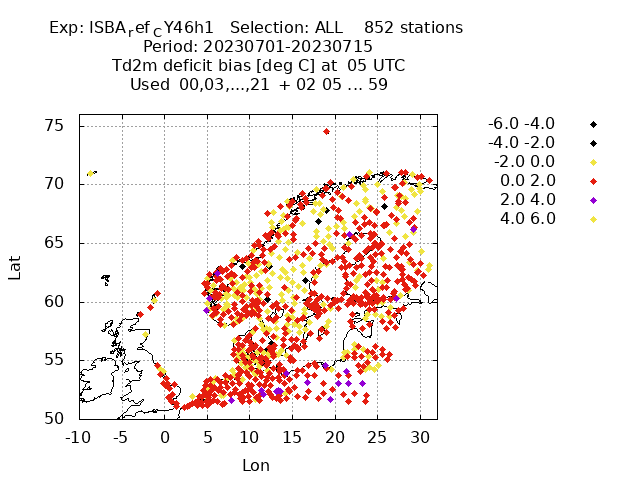 Exp: ISBArefCY46h1 Selection: ALL 852 stations
Period: 20230701-20230715
Td2m deficit bias [deg C] at 05 UTC
Used 00,03,...,21 + 02 05 ... 59
-6.0 -4.0
-4.0 -2.0
-2.0 0.0
0.0 2.0
2.0 4.0
4.0 6.0
75
70
65
60
55
50
Lat
-10 -5 0 5 10 15 20 25 30
Lon